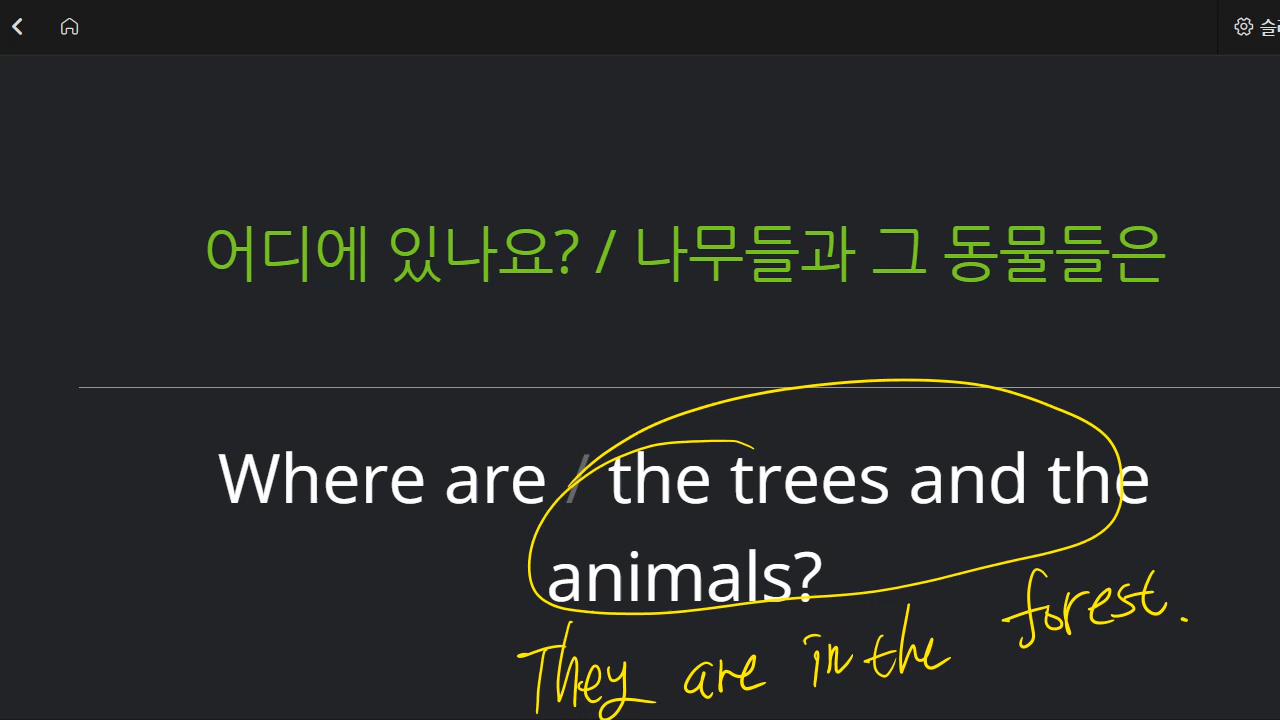 어디에 있나요? / 나무들과 그 동물들은
Where are / the trees and the
animals?
They are in the forest.